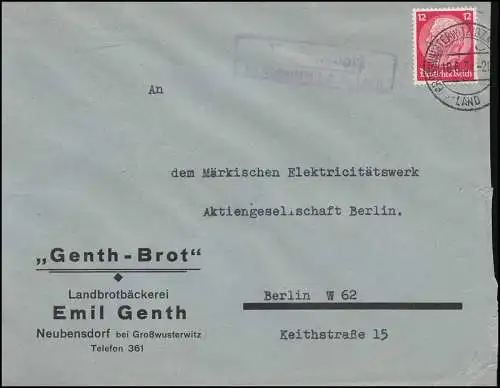 12 12
Deutsches Reich
LAND
An
dem Märkischen Elektricitätswerk
Aktiengesellschaft Berlin.
„Genth-Brot“
Landbrotbäckerei
Emil Genth
Neubensdorf bei Großwusterwitz
Telefon 361
Berlin W 62
Keithstraße 15